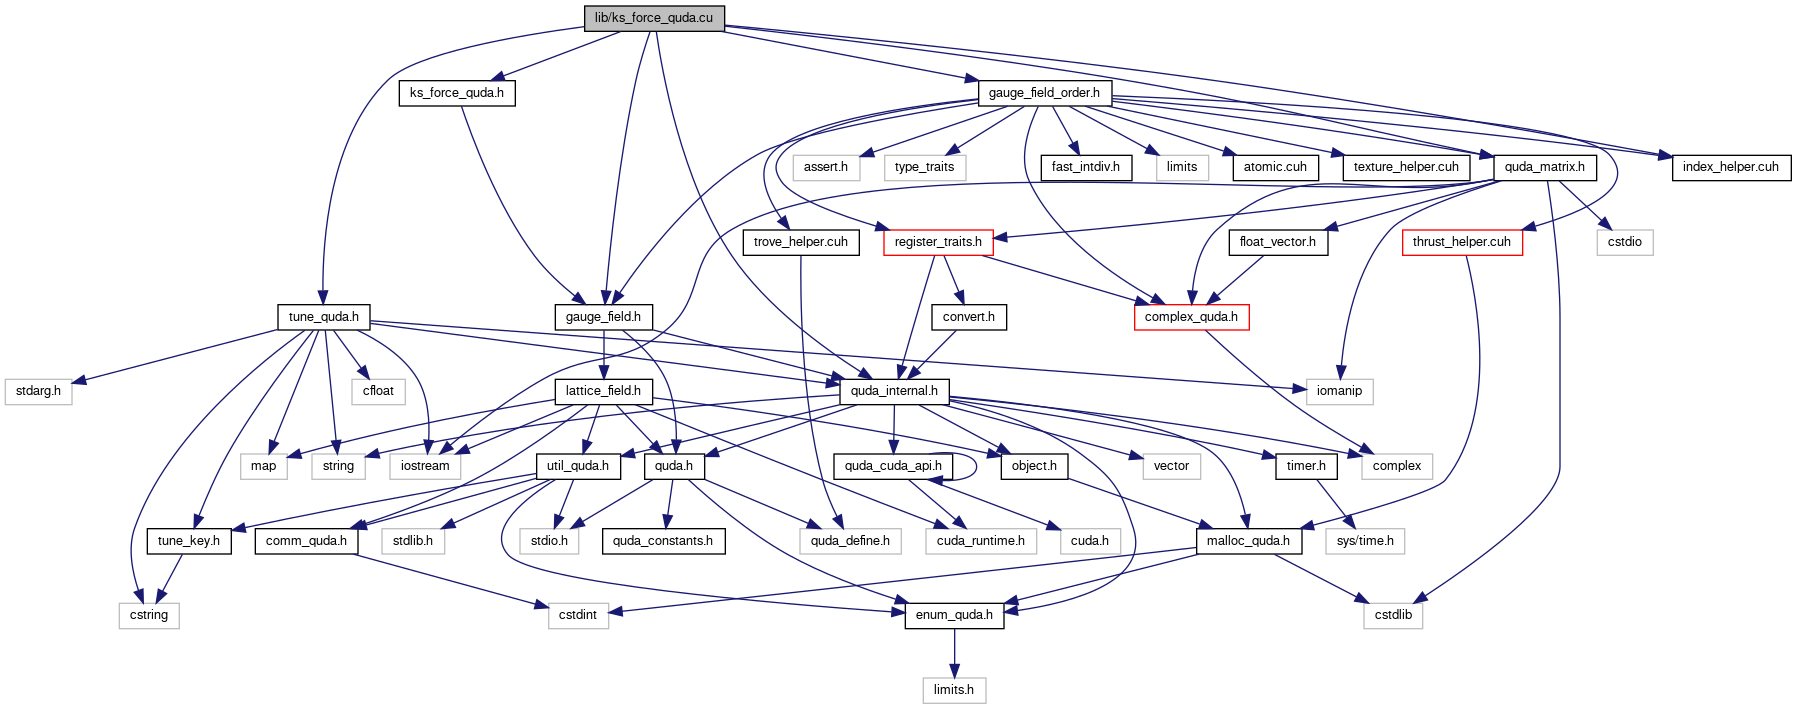 lib/ks_force_quda.cu
ks_force_quda.h
gauge_field_order.h
assert.h
type_traits
fast_intdiv.h
limits
atomic.cuh
texture_helper.cuh
quda_matrix.h
index_helper.cuh
trove_helper.cuh
register_traits.h
float_vector.h
thrust_helper.cuh
cstdio
tune_quda.h
gauge_field.h
convert.h
complex_quda.h
stdarg.h
cfloat
lattice_field.h
quda_internal.h
iomanip
map
string
iostream
util_quda.h
quda.h
quda_cuda_api.h
object.h
vector
timer.h
complex
tune_key.h
comm_quda.h
stdlib.h
stdio.h
quda_constants.h
quda_define.h
cuda_runtime.h
cuda.h
malloc_quda.h
sys/time.h
cstring
cstdint
enum_quda.h
cstdlib
limits.h